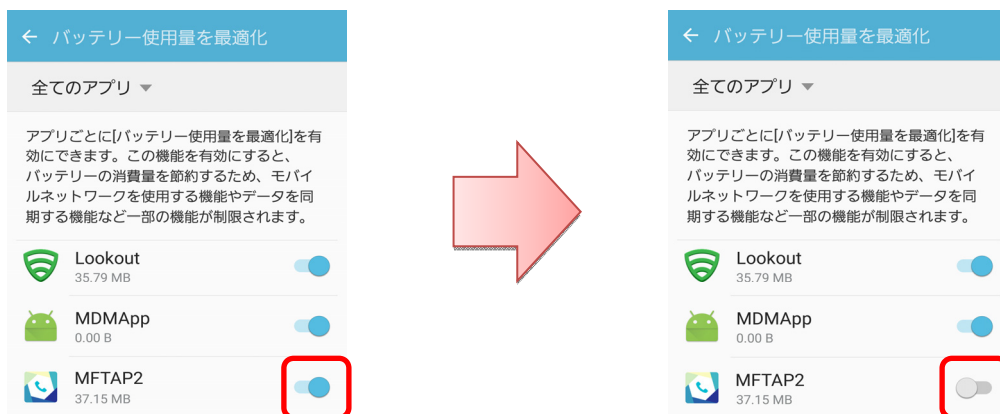 ← バッテリー使用量を最適化
全てのアプリ
アプリごとに[バッテリー使用量を最適化]を有
効にできます。この機能を有効にすると、
バッテリーの消費量を節約するため、モバイ
ルネットワークを使用する機能やデータを同
期する機能など一部の機能が制限されます。
Lookout
35.79 MB
MDMApp
0.00 B
MFTAP2
37.15 MB
← バッテリー使用量を最適化
全てのアプリ
アプリごとに[バッテリー使用量を最適化]を有
効にできます。この機能を有効にすると、
バッテリーの消費量を節約するため、モバイ
ルネットワークを使用する機能やデータを同
期する機能など一部の機能が制限されます。
Lookout
35.79 MB
MDMApp
0.00 B
MFTAP2
37.15 MB